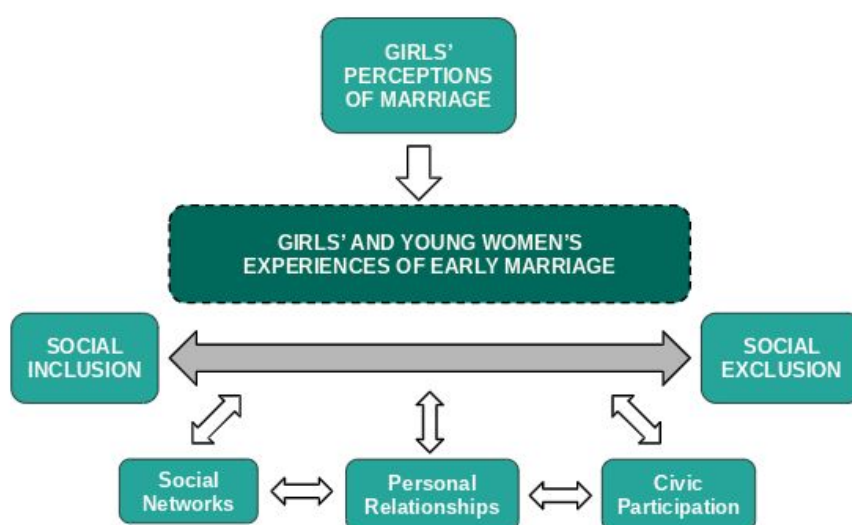 GIRLS'
PERCEPTIONS
OF MARRIAGE
GIRLS' AND YOUNG WOMEN'S
EXPERIENCES OF EARLY MARRIAGE
SOCIAL
INCLUSION
SOCIAL
EXCLUSION
Social
Networks
Personal
Relationships
Civic
Participation